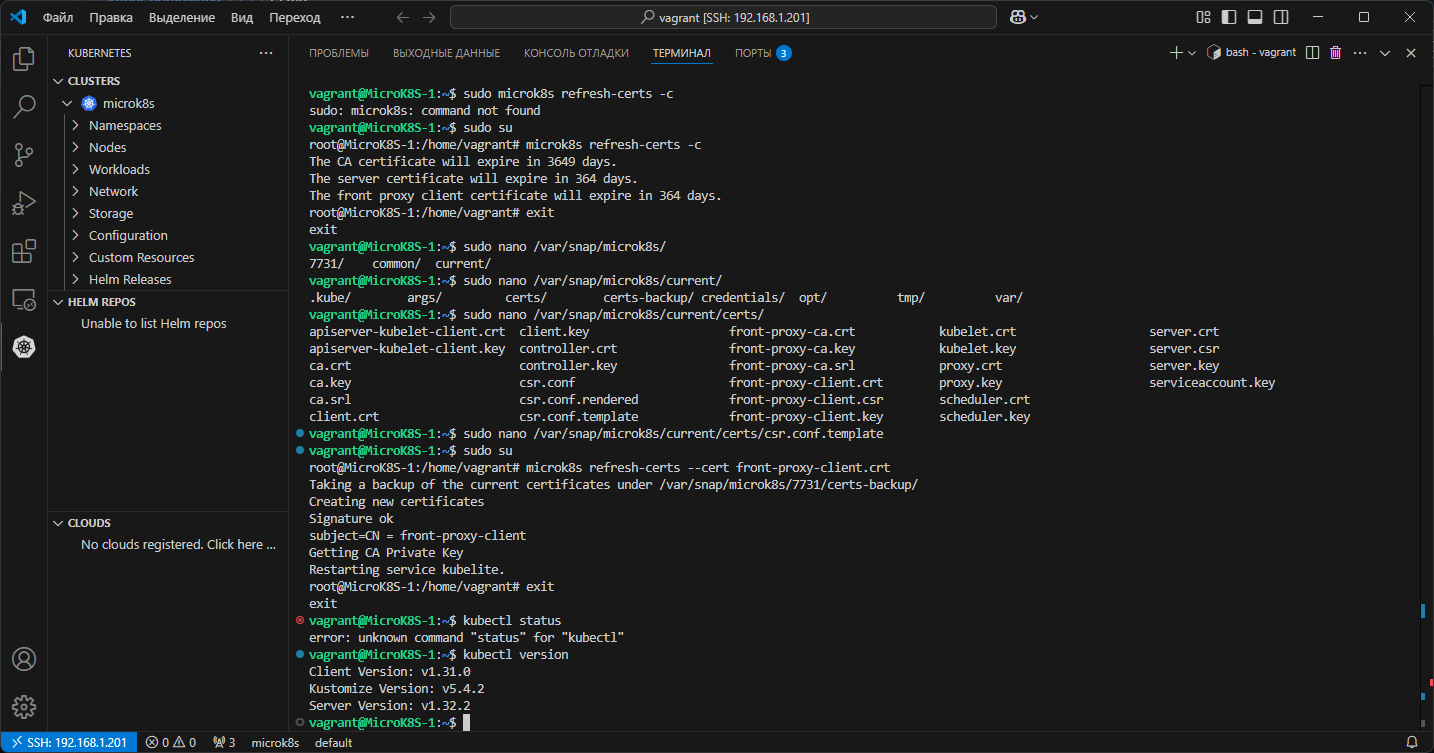 Файл Правка Выделение Вид Переход ···
vagrant [SSH: 192.168.1.201]
KUBERNETES ···
CLUSTERS
microk8s
Namespaces
Nodes
Workloads
Network
Storage
Configuration
Custom Resources
Helm Releases
HELM REPOS
Unable to list Helm repos
CLOUDS
No clouds registered. Click here ...
ПРОБЛЕМЫ ВЫХОДНЫЕ ДАННЫЕ КОНСОЛЬ ОТЛАДКИ ТЕРМИНАЛ ПОРТЫ 3
bash - vagrant ···
vagrant@MicroK8S-1:~$ sudo microk8s refresh-certs -c
sudo: microk8s: command not found
vagrant@MicroK8S-1:~$ sudo su
root@MicroK8S-1:/home/vagrant# microk8s refresh-certs -c
The CA certificate will expire in 3649 days.
The server certificate will expire in 364 days.
The front proxy client certificate will expire in 364 days.
root@MicroK8S-1:/home/vagrant# exit
exit
vagrant@MicroK8S-1:~$ sudo nano /var/snap/microk8s/
7731/ common/ current/
vagrant@MicroK8S-1:~$ sudo nano /var/snap/microk8s/current/
.kube/ args/ certs/ certs-backup/ credentials/ opt/ tmp/ var/
vagrant@MicroK8S-1:~$ sudo nano /var/snap/microk8s/current/certs/
apiserver-kubelet-client.crt client.key front-proxy-ca.crt kubelet.crt server.crt
apiserver-kubelet-client.key controller.crt front-proxy-ca.key kubelet.key server.csr
ca.crt controller.key front-proxy-ca.srl proxy.crt server.key
ca.key csr.conf front-proxy-client.crt proxy.key serviceaccount.key
ca.srl csr.conf.rendered front-proxy-client.csr scheduler.crt
client.crt csr.conf.template front-proxy-client.key scheduler.key
vagrant@MicroK8S-1:~$ sudo nano /var/snap/microk8s/current/certs/csr.conf.template
vagrant@MicroK8S-1:~$ sudo su
root@MicroK8S-1:/home/vagrant# microk8s refresh-certs --cert front-proxy-client.crt
Taking a backup of the current certificates under /var/snap/microk8s/7731/certs-backup/
Creating new certificates
Signature ok
subject=CN = front-proxy-client
Getting CA Private Key
Restarting service kubelite.
root@MicroK8S-1:/home/vagrant# exit
exit
vagrant@MicroK8S-1:~$ kubectl status
error: unknown command "status" for "kubectl"
vagrant@MicroK8S-1:~$ kubectl version
Client Version: v1.31.0
Kustomize Version: v5.4.2
Server Version: v1.32.2
vagrant@MicroK8S-1:~$
SSH: 192.168.1.201 0 0 3 microk8s default